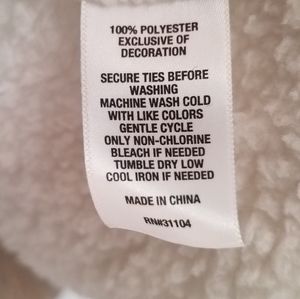 100% POLYESTER
EXCLUSIVE OF
DECORATION
SECURE TIES BEFORE
WASHING
MACHINE WASH COLD
WITH LIKE COLORS
GENTLE CYCLE
ONLY NON-CHLORINE
BLEACH IF NEEDED
TUMBLE DRY LOW
COOL IRON IF NEEDED
MADE IN CHINA
RN#31104